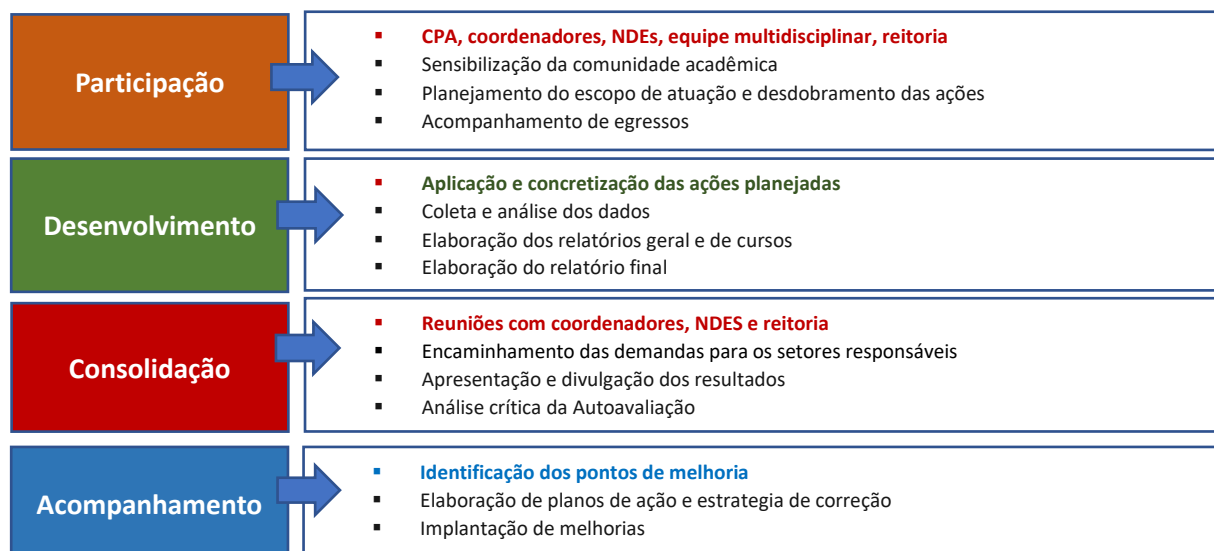 Participação
▪ CPA, coordenadores, NDEs, equipe multidisciplinar, reitoria
▪ Sensibilização da comunidade acadêmica
▪ Planejamento do escopo de atuação e desdobramento das ações
▪ Acompanhamento de egressos
Desenvolvimento
▪ Aplicação e concretização das ações planejadas
▪ Coleta e análise dos dados
▪ Elaboração dos relatórios geral e de cursos
▪ Elaboração do relatório final
Consolidação
▪ Reuniões com coordenadores, NDES e reitoria
▪ Encaminhamento das demandas para os setores responsáveis
▪ Apresentação e divulgação dos resultados
▪ Análise crítica da Autoavaliação
Acompanhamento
▪ Identificação dos pontos de melhoria
▪ Elaboração de planos de ação e estrategia de correção
▪ Implantação de melhorias